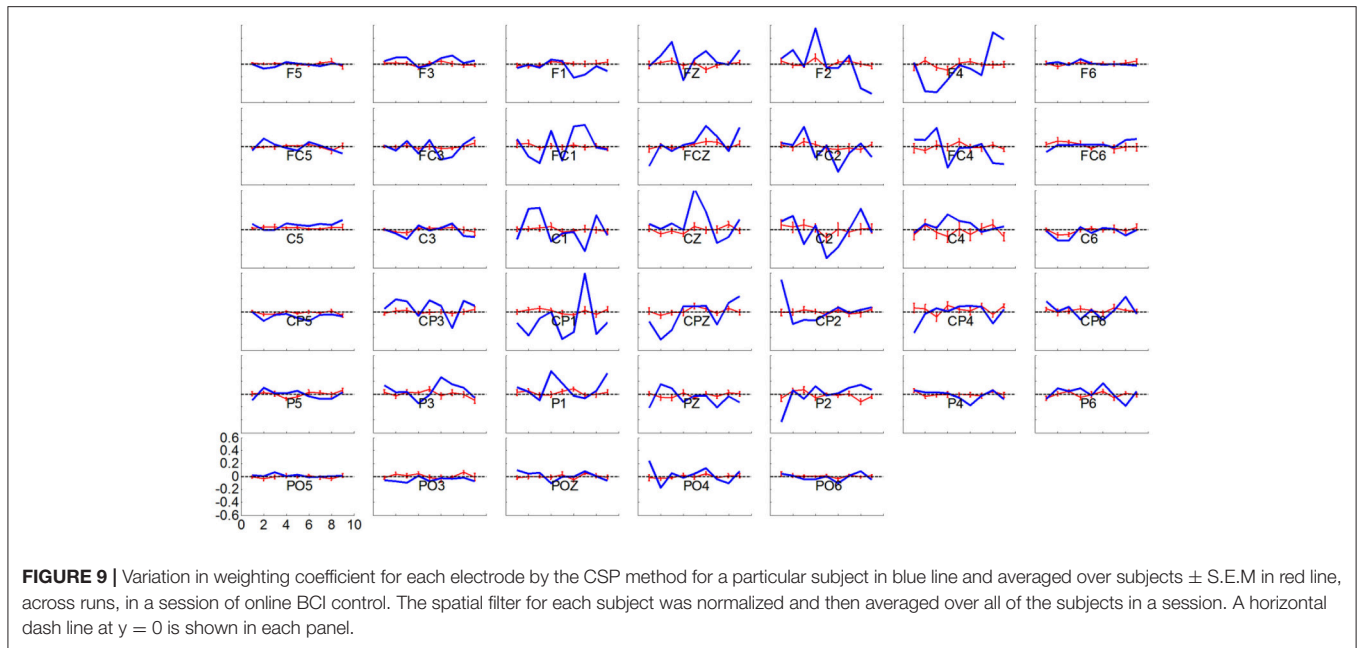 F5 F3 F1 FZ F2 F4 F6
FC5 FC3 FC1 FCZ FC2 FC4 FC6
C5 C3 C1 CZ C2 C4 C6
CP5 CP3 CP1 CPZ CP2 CP4 CP6
P5 P3 P1 PZ P2 P4 P6
0.6
0.4
0.2
0
-0.2
-0.4
-0.6
PO5 PO3 POZ PO4 PO6
0 2 4 6 8 10
FIGURE 9 | Variation in weighting coefficient for each electrode by the CSP method for a particular subject in blue line and averaged over subjects ± S.E.M in red line,
across runs, in a session of online BCI control. The spatial filter for each subject was normalized and then averaged over all of the subjects in a session. A horizontal
dash line at y = 0 is shown in each panel.